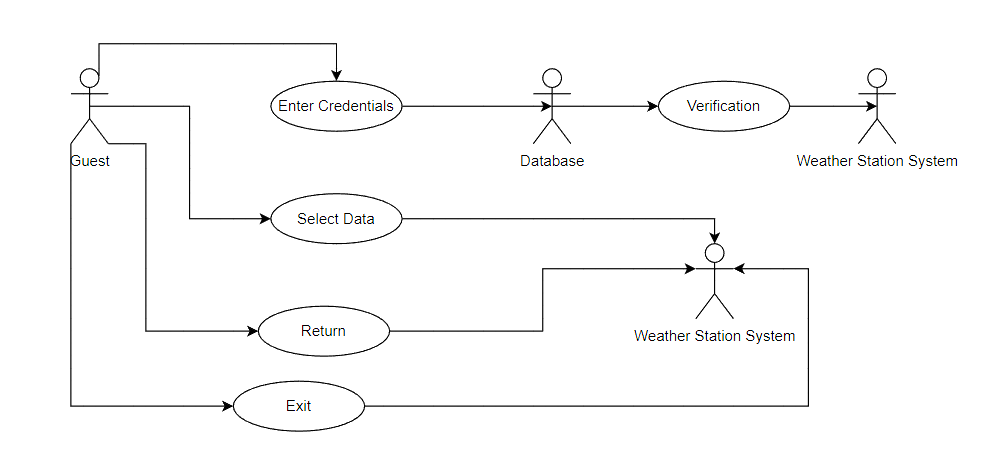 Enter Credentials
Verification
Guest
Database
Weather Station System
Select Data
Return
Weather Station System
Exit